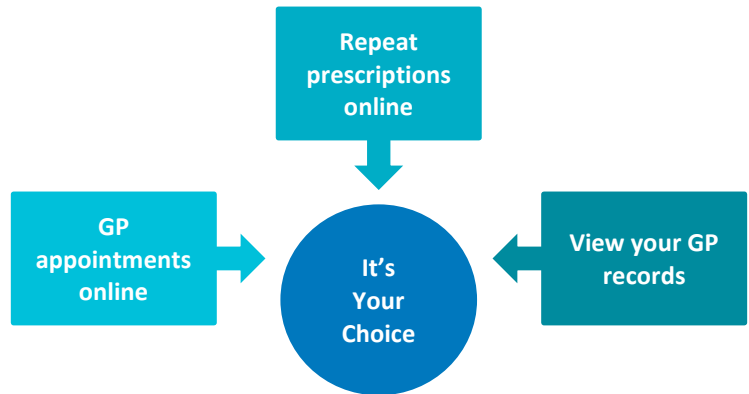 Repeat
prescriptions
online
GP
appointments
online
It’s
Your
Choice
View your GP
records